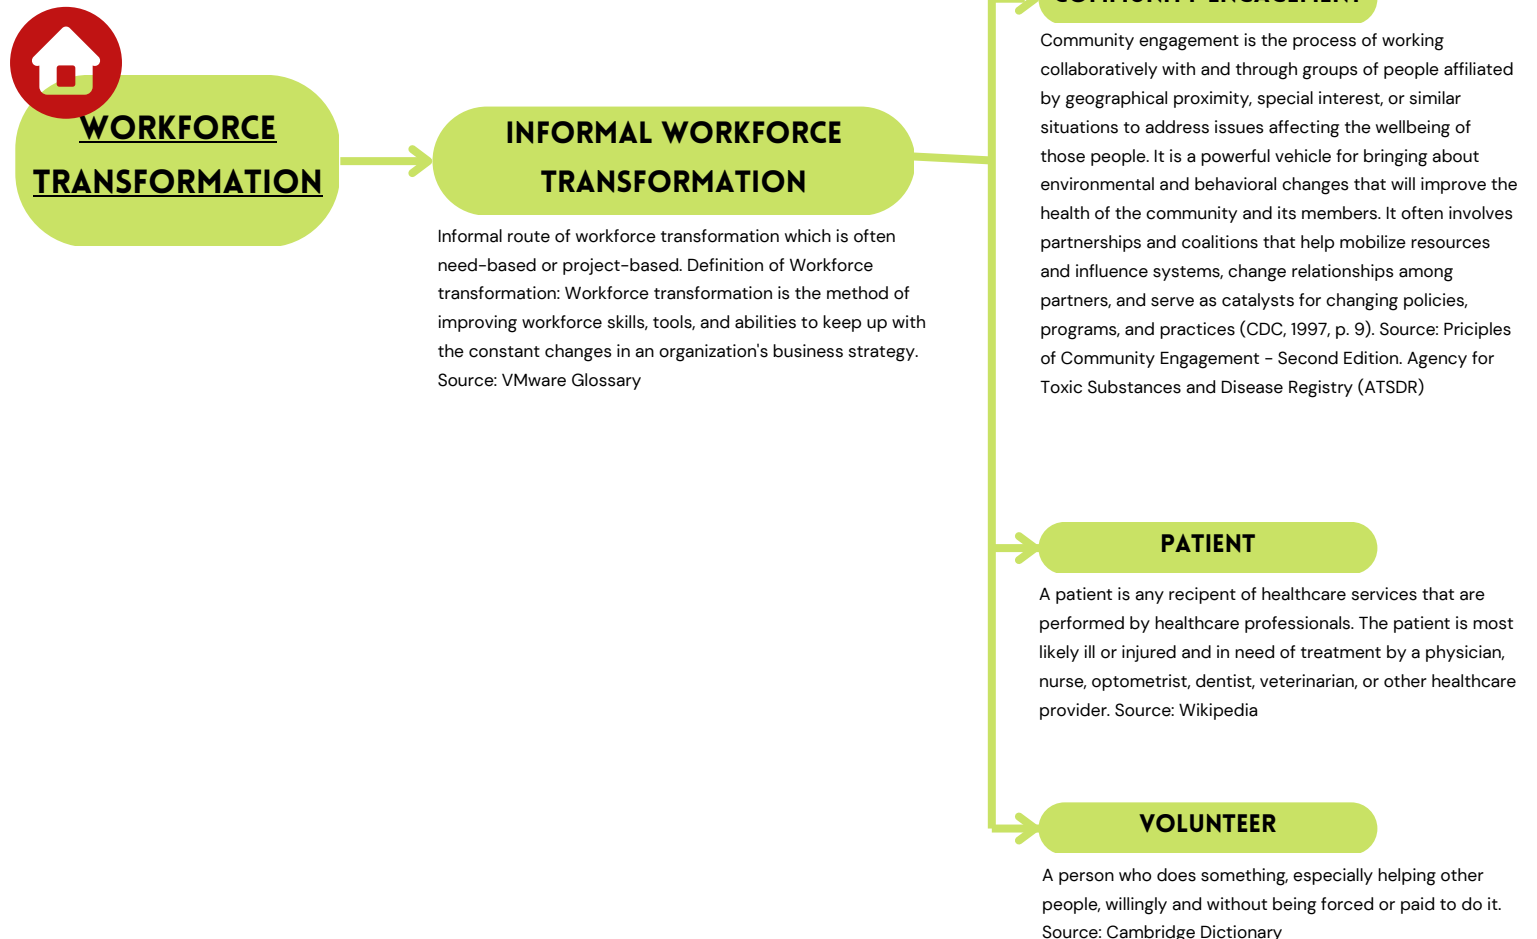 WORKFORCE
TRANSFORMATION
INFORMAL WORKFORCE
TRANSFORMATION
Informal route of workforce transformation which is often
need-based or project-based. Definition of Workforce
transformation: Workforce transformation is the method of
improving workforce skills, tools, and abilities to keep up with
the constant changes in an organization's business strategy.
Source: VMware Glossary
COMMUNITY ENGAGEMENT
Community engagement is the process of working
collaboratively with and through groups of people affiliated
by geographical proximity, special interest, or similar
situations to address issues affecting the wellbeing of
those people. It is a powerful vehicle for bringing about
environmental and behavioral changes that will improve the
health of the community and its members. It often involves
partnerships and coalitions that help mobilize resources
and influence systems, change relationships among
partners, and serve as catalysts for changing policies,
programs, and practices (CDC, 1997, p. 9). Source: Priciples
of Community Engagement - Second Edition. Agency for
Toxic Substances and Disease Registry (ATSDR)
PATIENT
A patient is any recipent of healthcare services that are
performed by healthcare professionals. The patient is most
likely ill or injured and in need of treatment by a physician,
nurse, optometrist, dentist, veterinarian, or other healthcare
provider. Source: Wikipedia
VOLUNTEER
A person who does something, especially helping other
people, willingly and without being forced or paid to do it.
Source: Cambridge Dictionary